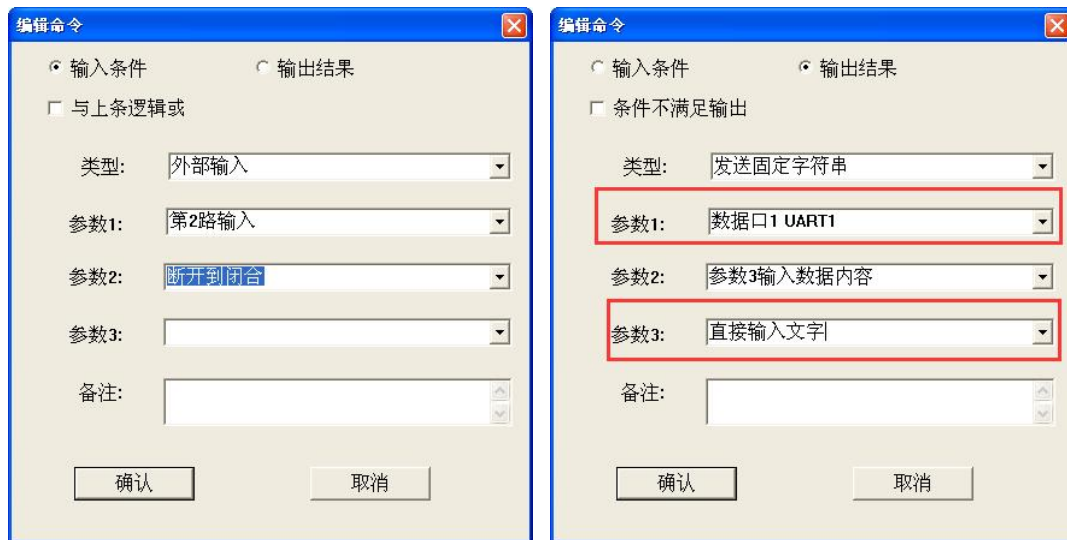 编辑命令
输入条件 输出结果
与上条逻辑或
类型: 外部输入
参数1: 第2路输入
参数2: 断开到闭合
参数3:
备注:
确认 取消
编辑命令
输入条件 输出结果
条件不满足输出
类型: 发送固定字符串
参数1: 数据口1 UART1
参数2: 参数3输入数据内容
参数3: 直接输入文字
备注:
确认 取消